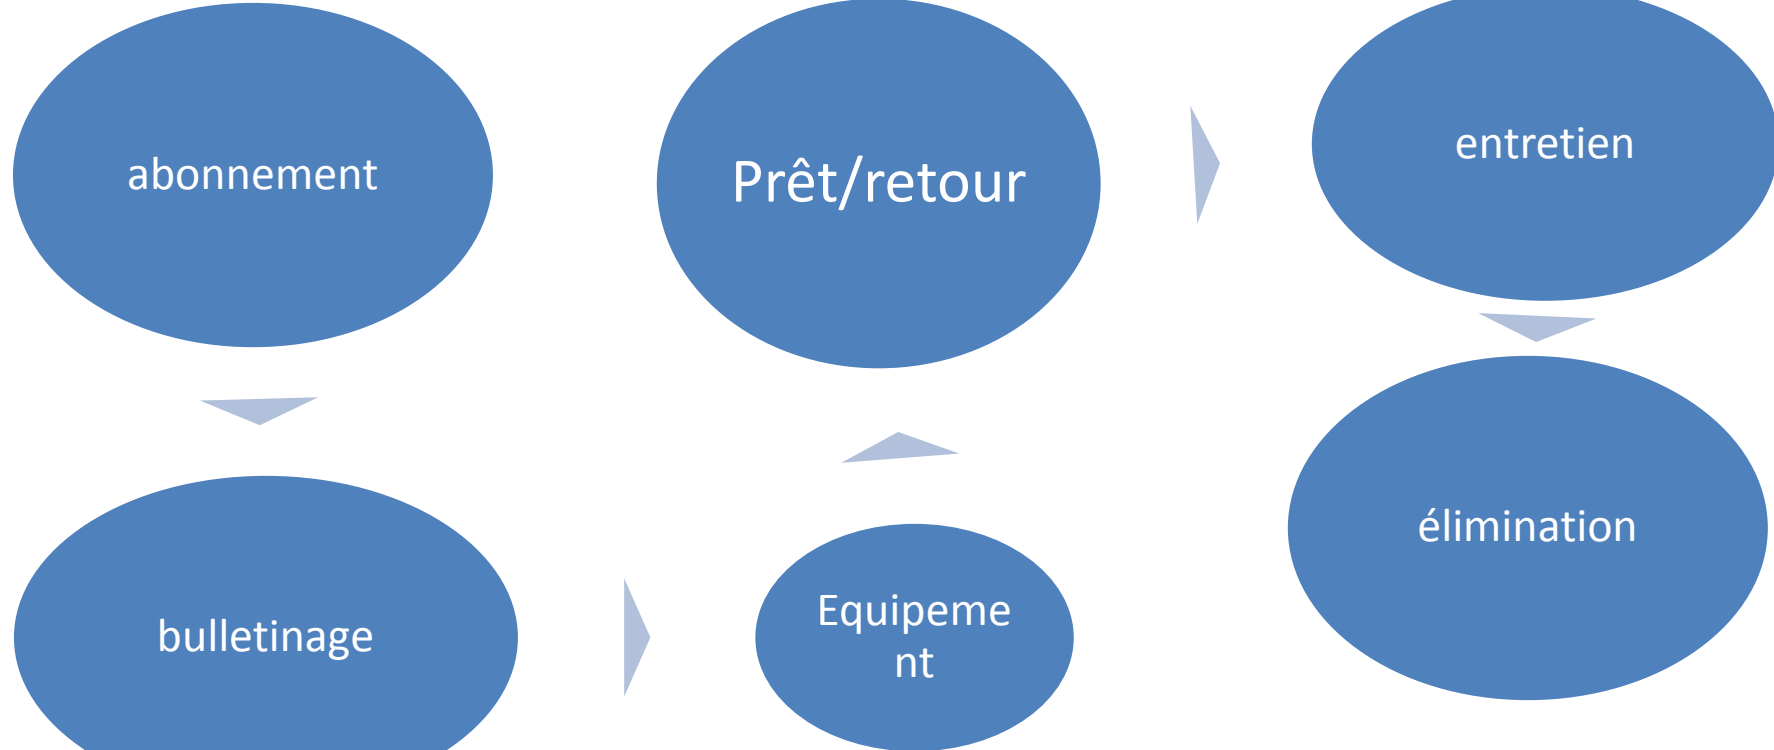 abonnement
bulletinage
Equipeme
nt
Prêt/retour
entretien
élimination